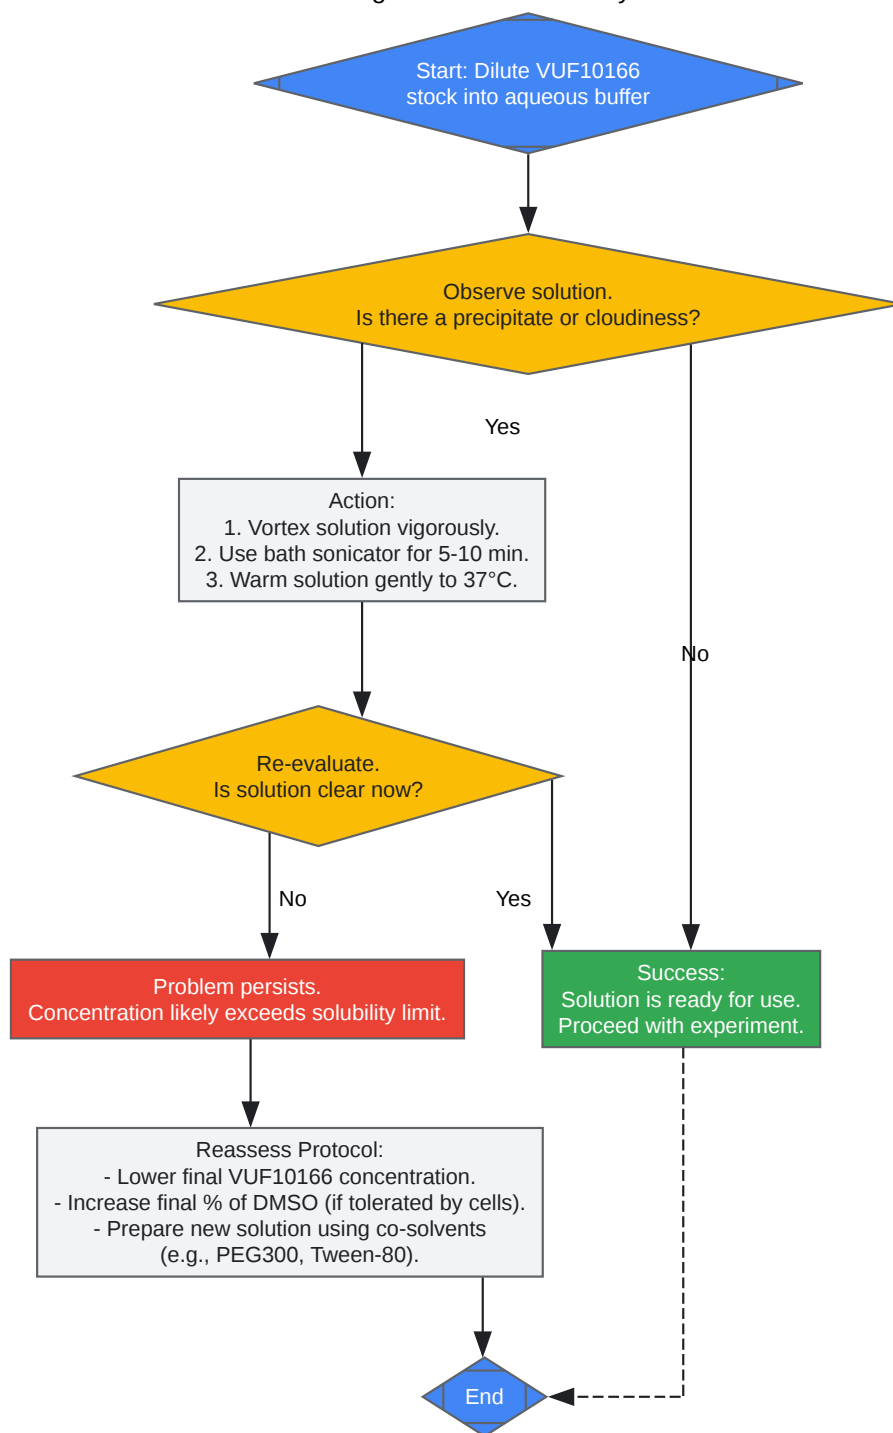 Start: Dilute VUF10166
stock into aqueous buffer
Observe solution.
Is there a precipitate or cloudiness?
Yes
Action:
1. Vortex solution vigorously.
2. Use bath sonicator for 5-10 min.
3. Warm solution gently to 37°C.
No
Re-evaluate.
Is solution clear now?
No
Yes
Problem persists.
Concentration likely exceeds solubility limit.
Success:
Solution is ready for use.
Proceed with experiment.
Reassess Protocol:
- Lower final VUF10166 concentration.
- Increase final % of DMSO (if tolerated by cells).
- Prepare new solution using co-solvents
(e.g., PEG300, Tween-80).
End